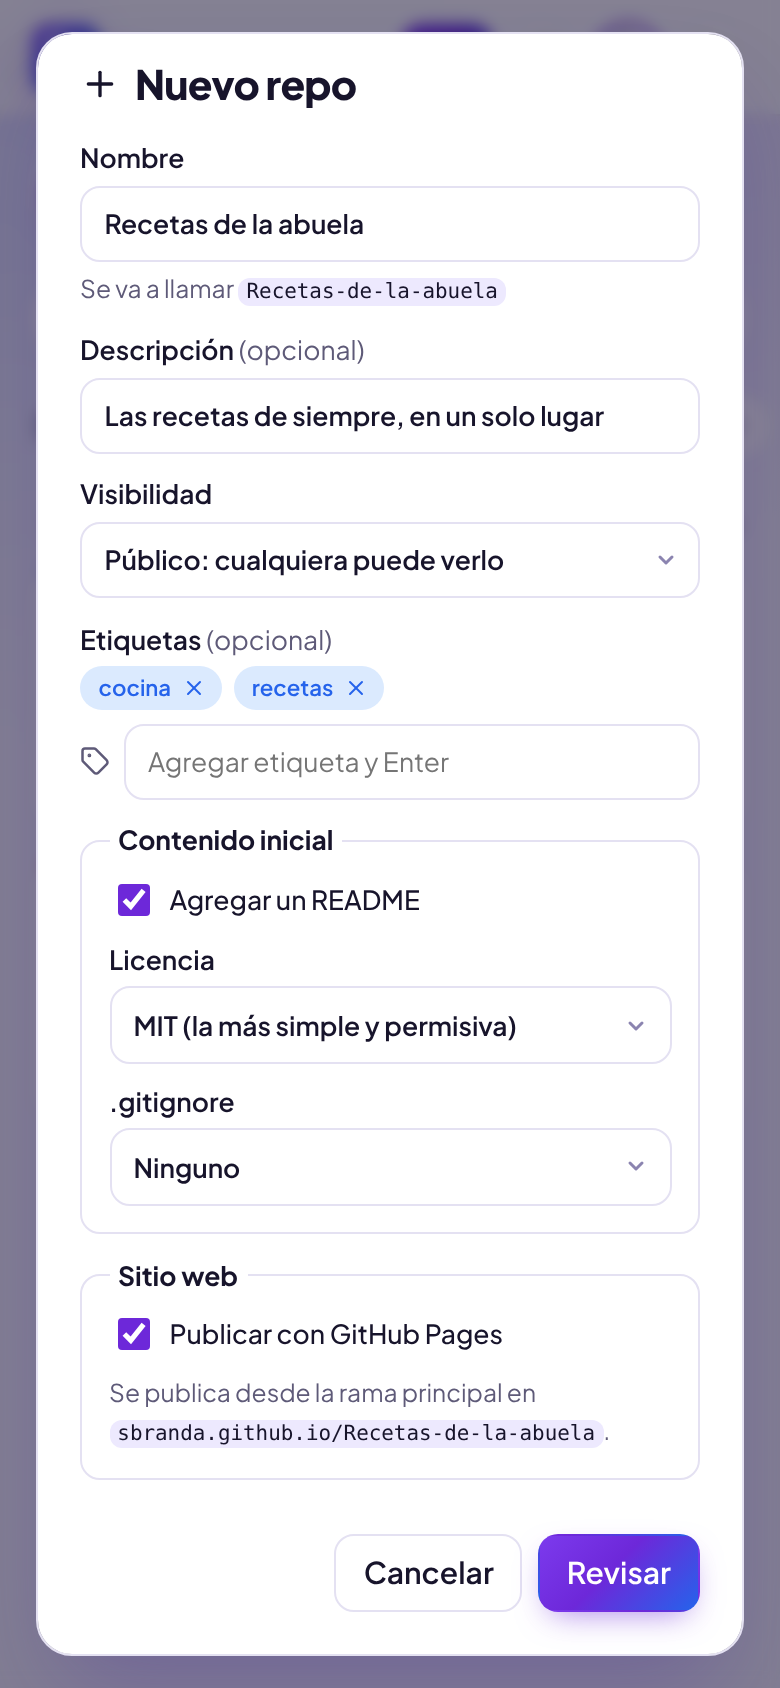 Nuevo repo
Nombre
Recetas de la abuela
Se va a llamar Recetas-de-la-abuela
Descripción (opcional)
Las recetas de siempre, en un solo lugar
Visibilidad
Público: cualquiera puede verlo
Etiquetas (opcional)
cocina recetas
Agregar etiqueta y Enter
Contenido inicial
Agregar un README
Licencia
MIT (la más simple y permisiva)
.gitignore
Ninguno
Sitio web
Publicar con GitHub Pages
Se publica desde la rama principal en
sbranda.github.io/Recetas-de-la-abuela.
Cancelar Revisar